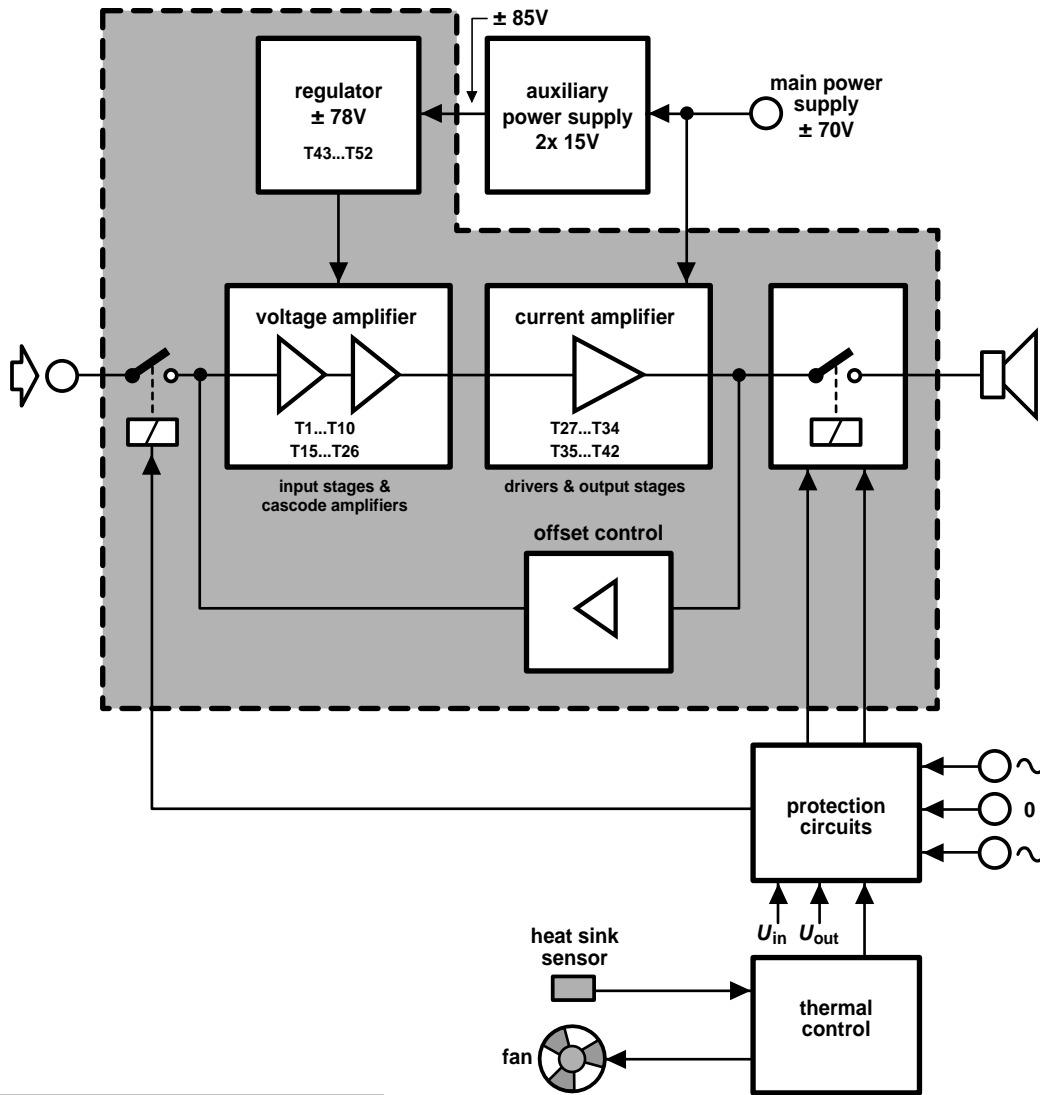 ± 85V
regulator
± 78V
T43...T52
auxiliary
power supply
2x 15V
main power
supply
± 70V
voltage amplifier
T1...T10
T15...T26
input stages &
cascode amplifiers
current amplifier
T27...T34
T35...T42
drivers & output stages
offset control
protection
circuits
0
Uin
Uout
heat sink
sensor
thermal
control
fan